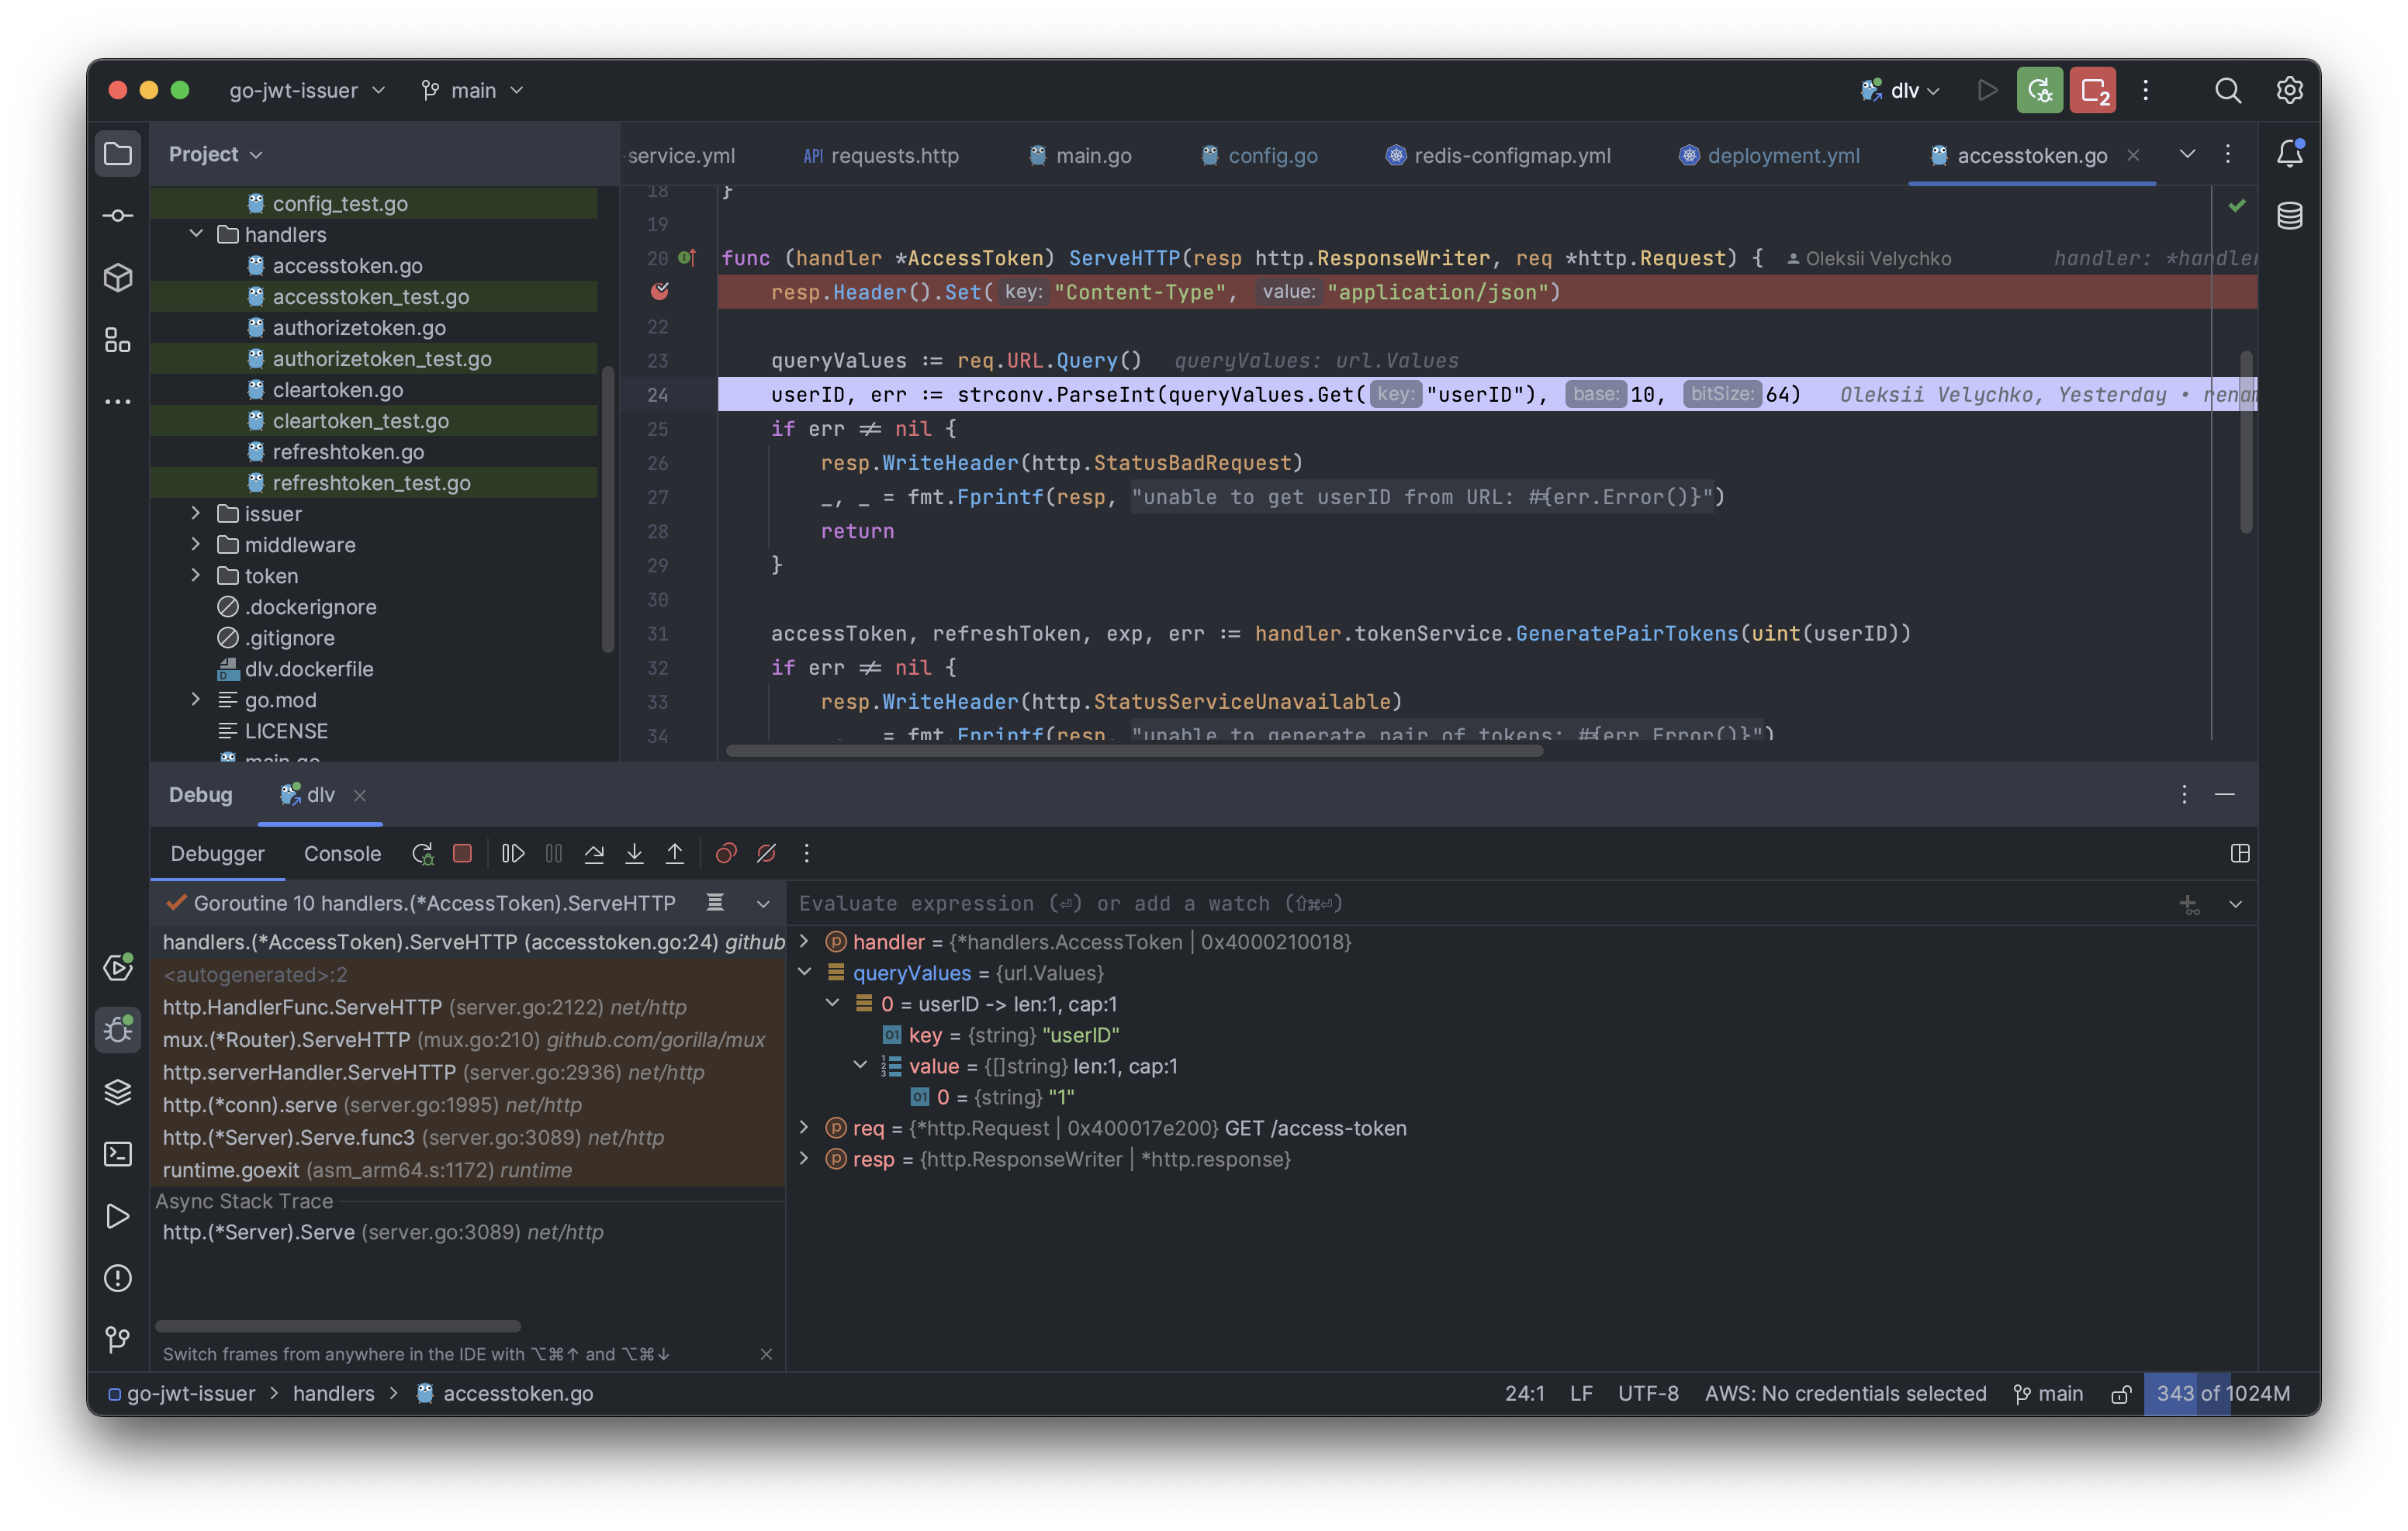 go-jwt-issuer
main
dlv
2
Project
-service.yml
requests.http
main.go
config.go
redis-configmap.yml
deployment.yml
accesstoken.go
config_test.go
handlers
accesstoken.go
accesstoken_test.go
authorizetoken.go
authorizetoken_test.go
cleartoken.go
cleartoken_test.go
refreshtoken.go
refreshtoken_test.go
issuer
middleware
token
.dockerignore
.gitignore
dlv.dockerfile
go.mod
LICENSE
main.go
18 }
19
20 func (handler *AccessToken) ServeHTTP(resp http.ResponseWriter, req *http.Request) { Oleksii Velychko handler: *handler
resp.Header().Set( key: "Content-Type", value: "application/json")
22
23 queryValues := req.URL.Query() queryValues: url.Values
24 userID, err := strconv.ParseInt(queryValues.Get( key: "userID"), base: 10, bitSize: 64) Oleksii Velychko, Yesterday • renam
25 if err ≠ nil {
26 resp.WriteHeader(http.StatusBadRequest)
27 _, _ = fmt.Fprintf(resp, "unable to get userID from URL: #{err.Error()}")
28 return
29 }
30
31 accessToken, refreshToken, exp, err := handler.tokenService.GeneratePairTokens(uint(userID))
32 if err ≠ nil {
33 resp.WriteHeader(http.StatusServiceUnavailable)
34 _, _ = fmt.Fprintf(resp, "unable to generate pair of tokens: #{err.Error()}")
Debug
dlv
Debugger
Console
Goroutine 10 handlers.(*AccessToken).ServeHTTP
handlers.(*AccessToken).ServeHTTP (accesstoken.go:24) github
<autogenerated>:2
http.HandlerFunc.ServeHTTP (server.go:2122) net/http
mux.(*Router).ServeHTTP (mux.go:210) github.com/gorilla/mux
http.serverHandler.ServeHTTP (server.go:2936) net/http
http.(*conn).serve (server.go:1995) net/http
http.(*Server).Serve.func3 (server.go:3089) net/http
runtime.goexit (asm_arm64.s:1172) runtime
Async Stack Trace
http.(*Server).Serve (server.go:3089) net/http
Switch frames from anywhere in the IDE with ⌥⌘↑ and ⌥⌘↓
Evaluate expression (⏎) or add a watch (⇧⌘⏎)
handler = {*handlers.AccessToken | 0x4000210018}
queryValues = {url.Values}
0 = userID -> len:1, cap:1
key = {string} "userID"
value = {[]string} len:1, cap:1
0 = {string} "1"
req = {*http.Request | 0x400017e200} GET /access-token
resp = {http.ResponseWriter | *http.response}
go-jwt-issuer > handlers > accesstoken.go
24:1 LF UTF-8 AWS: No credentials selected main 343 of 1024M